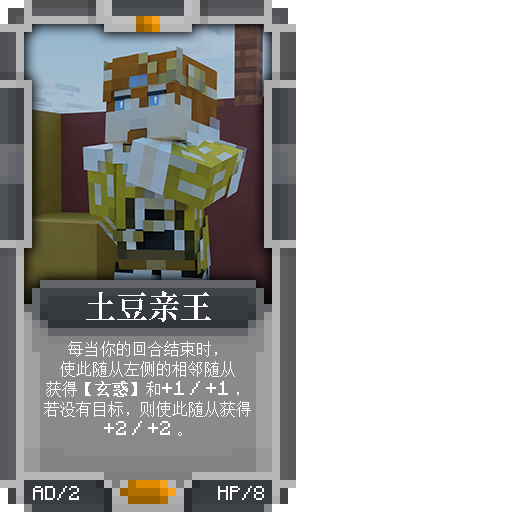 土豆亲王
每当你的回合结束时，
使此随从左侧的相邻随从
获得【玄惑】和+1/+1，
若没有目标，则使此随从获得
+2/+2。
AD/2
HP/8